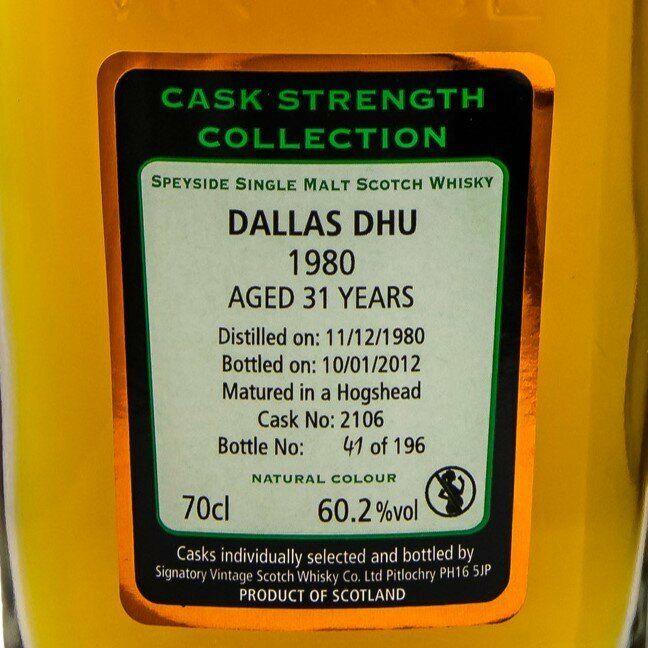 CASK STRENGTH
COLLECTION
SPEYSIDE SINGLE MALT SCOTCH WHISKY
DALLAS DHU
1980
AGED 31 YEARS
Distilled on: 11/12/1980
Bottled on: 10/01/2012
Matured in a Hogshead
Cask No: 2106
Bottle No: 41 of 196
NATURAL COLOUR
70cl 60.2%vol
Casks individually selected and bottled by
Signatory Vintage Scotch Whisky Co. Ltd Pitlochry PH16 5JP
PRODUCT OF SCOTLAND